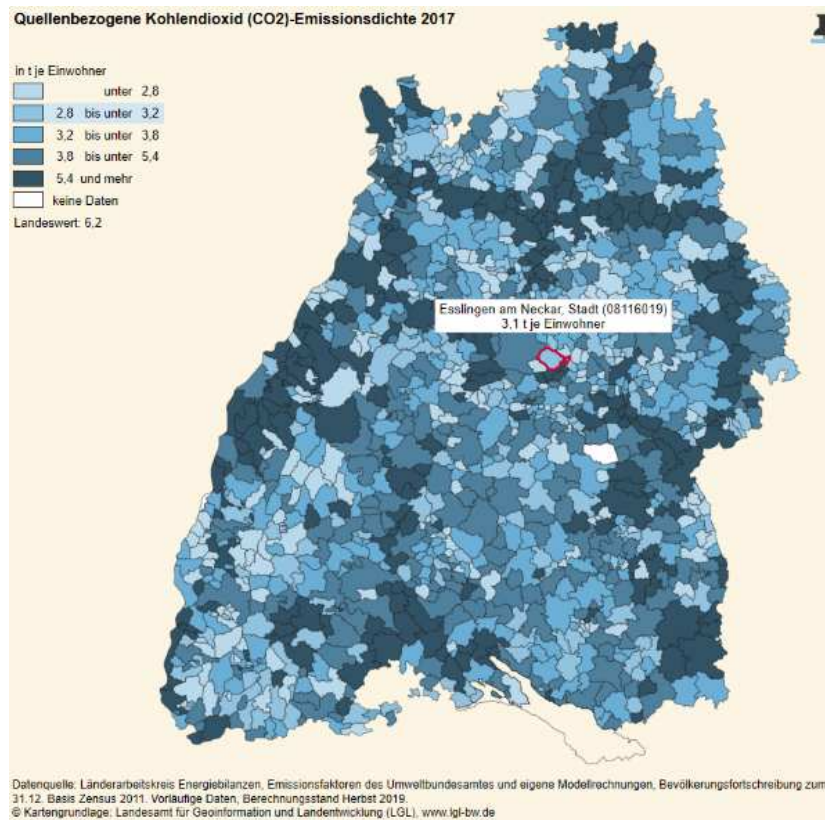 Quellenbezogene Kohlendioxid (CO2)-Emissionsdichte 2017
in t je Einwohner
unter 2,8
2,8 bis unter 3,2
3,2 bis unter 3,8
3,8 bis unter 5,4
5,4 und mehr
keine Daten
Landeswert: 6,2
Esslingen am Neckar, Stadt (08116019)
3,1 t je Einwohner
Datenquelle: Länderarbeitskreis Energiebilanzen, Emissionsfaktoren des Umweltbundesamtes und eigene Modellrechnungen, Bevölkerungsfortschreibung zum
31.12. Basis Zensus 2011. Vorläufige Daten, Berechnungsstand Herbst 2019.
© Kartengrundlage: Landesamt für Geoinformation und Landentwicklung (LGL), www.lgl-bw.de